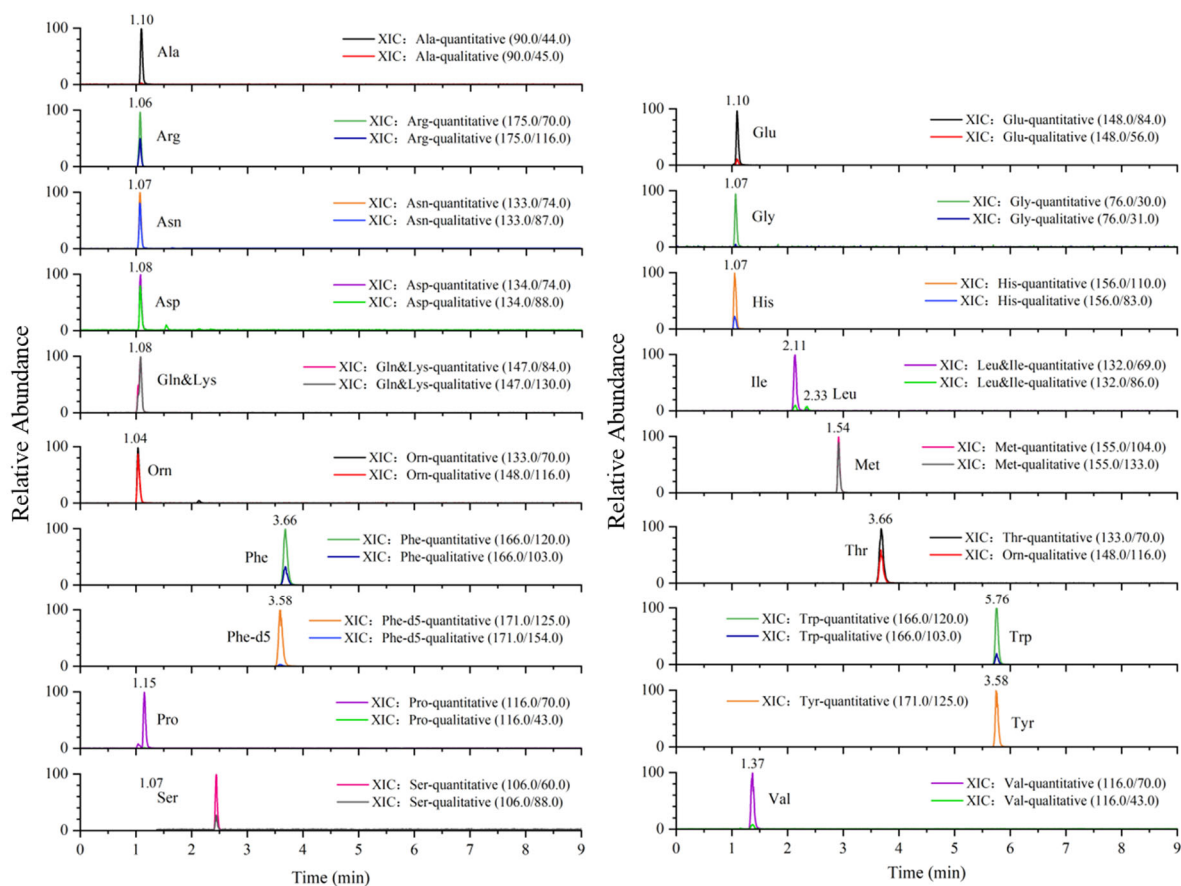 Relative Abundance
100
0
1.10
Ala
XIC： Ala-quantitative (90.0/44.0)
XIC： Ala-qualitative (90.0/45.0)
100
0
1.06
Arg
XIC： Arg-quantitative (175.0/70.0)
XIC： Arg-qualitative (175.0/116.0)
100
0
1.07
Asn
XIC： Asn-quantitative (133.0/74.0)
XIC： Asn-qualitative (133.0/87.0)
100
0
1.08
Asp
XIC： Asp-quantitative (134.0/74.0)
XIC： Asp-qualitative (134.0/88.0)
100
0
1.08
Gln&Lys
XIC： Gln&Lys-quantitative (147.0/84.0)
XIC： Gln&Lys-qualitative (147.0/130.0)
100
0
1.04
Orn
XIC： Orn-quantitative (133.0/70.0)
XIC： Orn-qualitative (148.0/116.0)
100
0
3.66
Phe
XIC： Phe-quantitative (166.0/120.0)
XIC： Phe-qualitative (166.0/103.0)
100
0
3.58
Phe-d5
XIC： Phe-d5-quantitative (171.0/125.0)
XIC： Phe-d5-qualitative (171.0/154.0)
100
0
1.15
Pro
XIC： Pro-quantitative (116.0/70.0)
XIC： Pro-qualitative (116.0/43.0)
100
0
1.07
Ser
XIC： Ser-quantitative (106.0/60.0)
XIC： Ser-qualitative (106.0/88.0)
0 1 2 3 4 5 6 7 8 9
Time (min)
Relative Abundance
100
0
1.10
Glu
XIC： Glu-quantitative (148.0/84.0)
XIC： Glu-qualitative (148.0/56.0)
100
0
1.07
Gly
XIC： Gly-quantitative (76.0/30.0)
XIC： Gly-qualitative (76.0/31.0)
100
0
1.07
His
XIC： His-quantitative (156.0/110.0)
XIC： His-qualitative (156.0/83.0)
100
0
2.11
Ile
2.33 Leu
XIC： Leu&Ile-quantitative (132.0/69.0)
XIC： Leu&Ile-qualitative (132.0/86.0)
100
0
1.54
Met
XIC： Met-quantitative (155.0/104.0)
XIC： Met-qualitative (155.0/133.0)
100
0
3.66
Thr
XIC： Thr-quantitative (133.0/70.0)
XIC： Orn-qualitative (148.0/116.0)
100
0
5.76
Trp
XIC： Trp-quantitative (166.0/120.0)
XIC： Trp-qualitative (166.0/103.0)
100
0
3.58
Tyr
XIC： Tyr-quantitative (171.0/125.0)
100
0
1.37
Val
XIC： Val-quantitative (116.0/70.0)
XIC： Val-qualitative (116.0/43.0)
0 1 2 3 4 5 6 7 8 9
Time (min)